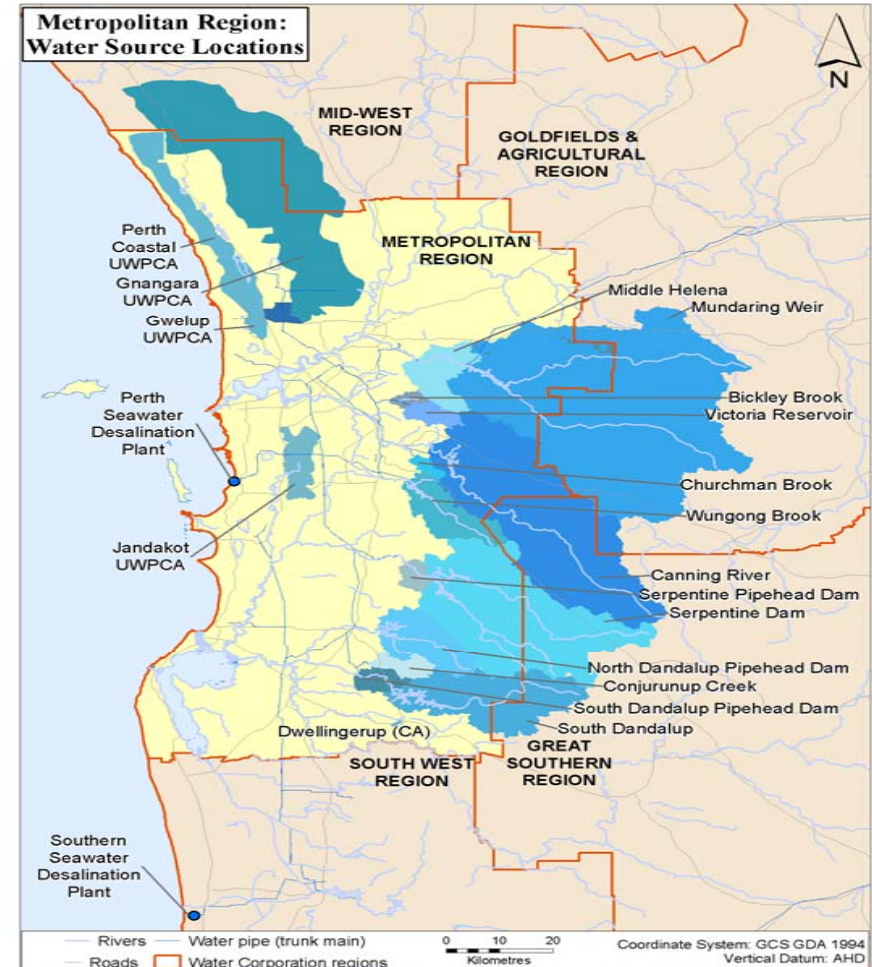 Metropolitan Region:
Water Source Locations
N
MID-WEST
REGION
GOLDFIELDS &
AGRICULTURAL
REGION
Perth
Coastal
UWPCA
METROPOLITAN
REGION
Gnangara
UWPCA
Gwelup
UWPCA
Middle Helena
Mundaring Weir
Perth
Seawater
Desalination
Plant
Bickley Brook
Victoria Reservoir
Churchman Brook
Wungong Brook
Jandakot
UWPCA
Canning River
Serpentine Pipehead Dam
Serpentine Dam
North Dandalup Pipehead Dam
Conjurunup Creek
South Dandalup Pipehead Dam
South Dandalup
Dwellingerup (CA)
SOUTH WEST
REGION
GREAT
SOUTHERN
REGION
Southern
Seawater
Desalination
Plant
Rivers
Water pipe (trunk main)
Roads
Water Corporation regions
0 10 20
Kilometres
Coordinate System: GCS GDA 1994
Vertical Datum: AHD